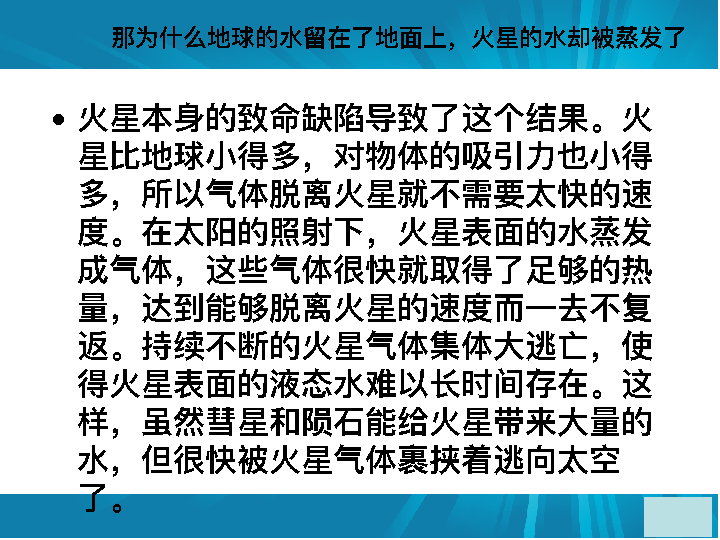 那为什么地球的水留在了地面上，火星的水却被蒸发了
• 火星本身的致命缺陷导致了这个结果。火
星比地球小得多，对物体的吸引力也小得
多，所以气体脱离火星就不需要太快的速
度。在太阳的照射下，火星表面的水蒸发
成气体，这些气体很快就取得了足够的热
量，达到能够脱离火星的速度而一去不复
返。持续不断的火星气体集体大逃亡，使
得火星表面的液态水难以长时间存在。这
样，虽然彗星和陨石能给火星带来大量的
水，但很快被火星气体裹挟着逃向太空
了。